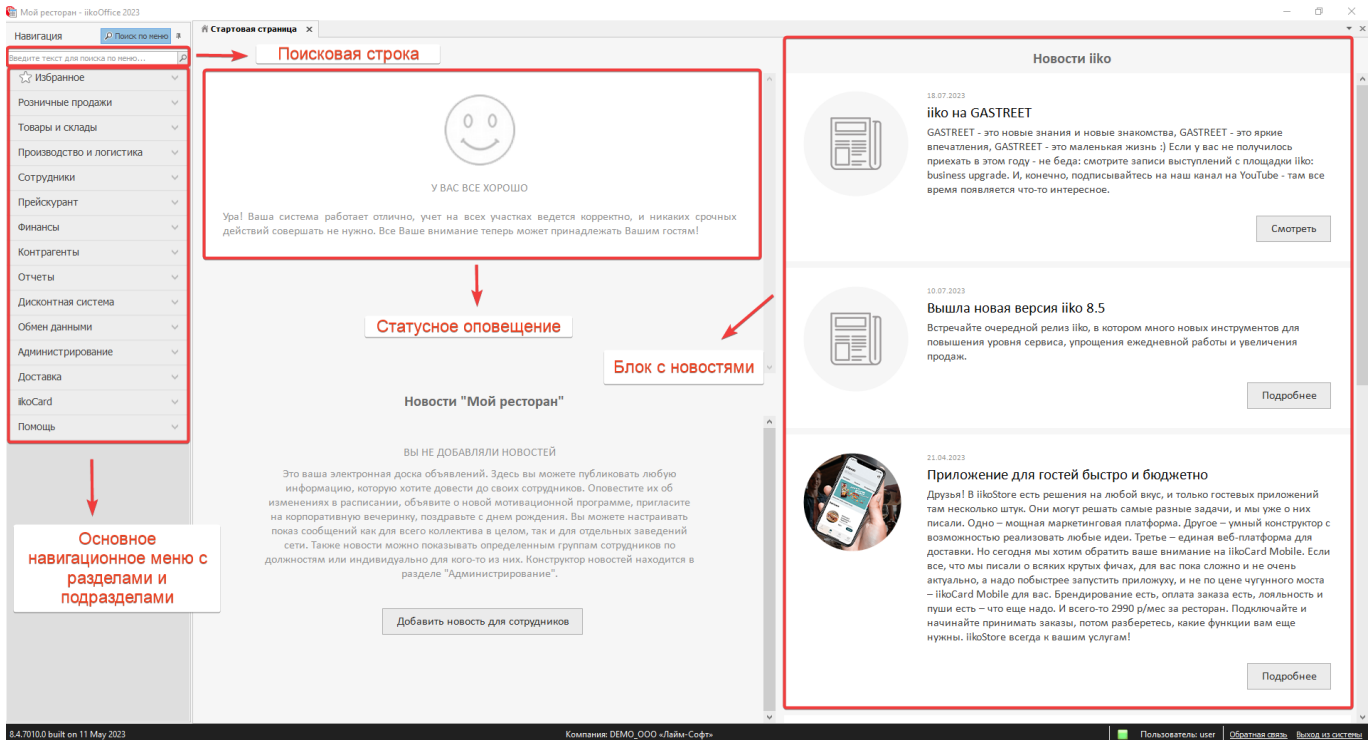 Мой ресторан - iikoOffice 2023
Навигация
Поиск по меню
Стартовая страница
Введите текст для поиска по меню...
Поисковая строка
Избранное
Розничные продажи
Товары и склады
Производство и логистика
Сотрудники
Прейскурант
Финансы
Контрагенты
Отчеты
Дисконтная система
Обмен данными
Администрирование
Доставка
iikoCard
Помощь
Основное
навигационное меню с
разделами и
подразделами
У ВАС ВСЕ ХОРОШО
Ура! Ваша система работает отлично, учет на всех участках ведется корректно, и никаких срочных
действий совершать не нужно. Все Ваше внимание теперь может принадлежать Вашим гостям!
Статусное оповещение
Блок с новостями
Новости "Мой ресторан"
ВЫ НЕ ДОБАВЛЯЛИ НОВОСТЕЙ
Это ваша электронная доска объявлений. Здесь вы можете публиковать любую
информацию, которую хотите довести до своих сотрудников. Оповестите их об
изменениях в расписании, объявите о новой мотивационной программе, пригласите
на корпоративную вечеринку, поздравьте с днем рождения. Вы можете настраивать
показ сообщений как для всего коллектива в целом, так и для отдельных заведений
сети. Также новости можно показывать определенным группам сотрудников по
должностям или индивидуально для кого-то из них. Конструктор новостей находится в
разделе "Администрирование".
Добавить новость для сотрудников
Новости iiko
18.07.2023
iiko на GASTREET
GASTREET - это новые знания и новые знакомства, GASTREET - это яркие
впечатления, GASTREET - это маленькая жизнь :) Если у вас не получилось
приехать в этом году - не беда: смотрите записи выступлений с площадки iiko:
business upgrade. И, конечно, подписывайтесь на наш канал на YouTube - там все
время появляется что-то интересное.
Смотреть
10.07.2023
Вышла новая версия iiko 8.5
Встречайте очередной релиз iiko, в котором много новых инструментов для
повышения уровня сервиса, упрощения ежедневной работы и увеличения
продаж.
Подробнее
21.04.2023
Приложение для гостей быстро и бюджетно
Друзья! В iikoStore есть решения на любой вкус, и только гостевых приложений
там несколько штук. Они могут решать самые разные задачи, и мы уже о них
писали. Одно – мощная маркетинговая платформа. Другое – умный конструктор с
возможностью реализовать любые идеи. Третье – единая веб-платформа для
доставки. Но сегодня мы хотим обратить ваше внимание на iikoCard Mobile. Если
все, что мы писали о всяких крутых фичах, для вас пока сложно и не очень
актуально, а надо побыстрее запустить приложуху, и не по цене чугунного моста
– iikoCard Mobile для вас. Брендирование есть, оплата заказа есть, лояльность и
пуши есть – что еще надо. И всего-то 2990 р/мес за ресторан. Подключайте и
начинайте принимать заказы, потом разберетесь, какие функции вам еще
нужны. iikoStore всегда к вашим услугам!
Подробнее
8.4.7010.0 built on 11 May 2023
Компания: DEMO_ООО «Лайм-Софт»
Пользователь: user
Обратная связь
Выход из системы